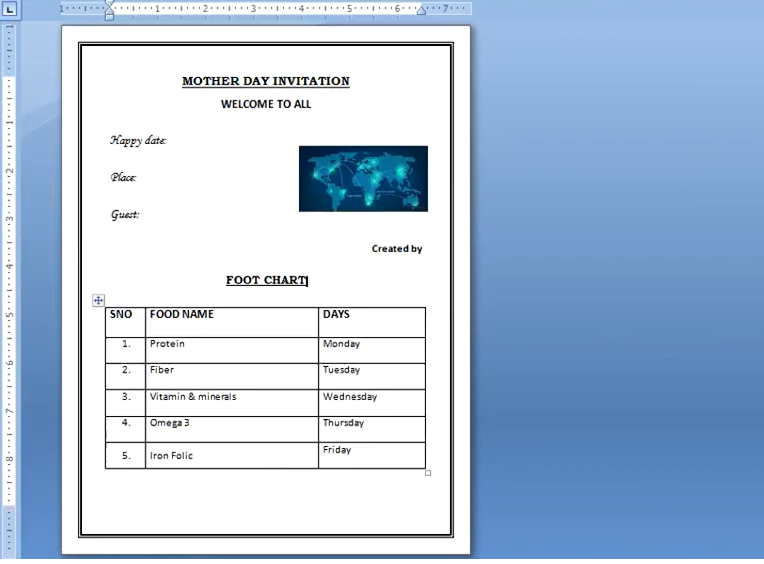 MOTHER DAY INVITATION
WELCOME TO ALL
Happy date:
Place:
Guest:
Created by
FOOT CHART
SNO FOOD NAME DAYS
1. Protein Monday
2. Fiber Tuesday
3. Vitamin & minerals Wednesday
4. Omega 3 Thursday
5. Iron Folic Friday